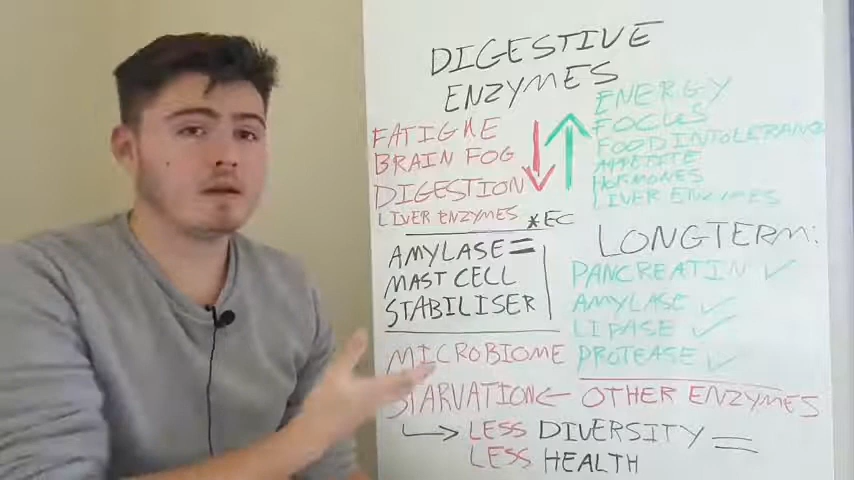 DIGESTIVE
ENZYMES
FATIGUE
BRAIN FOG
DIGESTION
LIVER ENZYMES *EC
ENERGY
FOCUS
FOOD INTOLERANC
APPETITE
HORMONES
LIVER ENZYMES
AMYLASE =
MAST CELL
STABILISER
LONGTERM:
PANCREATIN ✓
AMYLASE ✓
LIPASE ✓
PROTEASE ✓
MICROBIOME
STARVATION ← OTHER ENZYMES
↳ LESS DIVERSITY =
LESS HEALTH